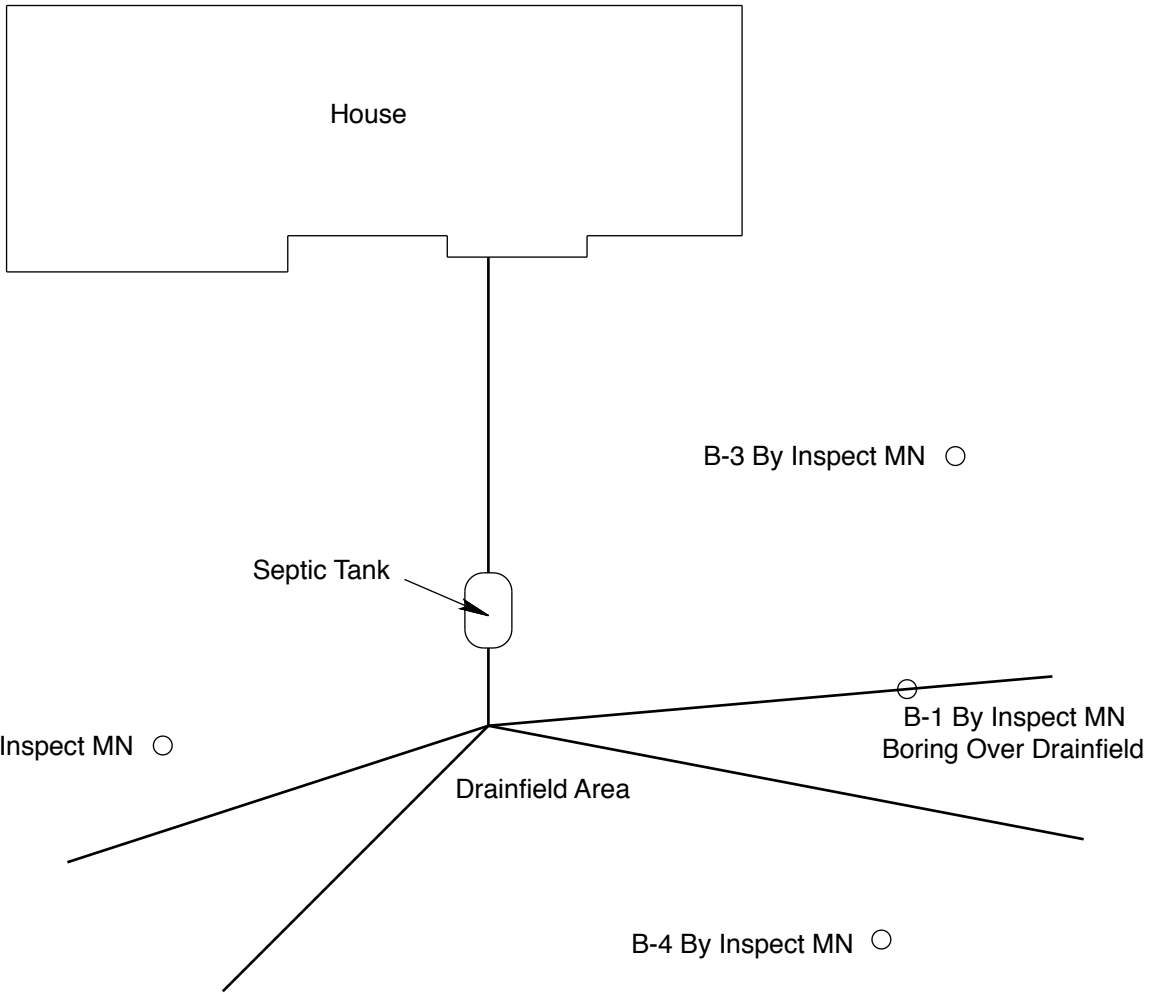 House
B-3 By Inspect MN
Septic Tank
B-1 By Inspect MN
Boring Over Drainfield
Inspect MN
Drainfield Area
B-4 By Inspect MN